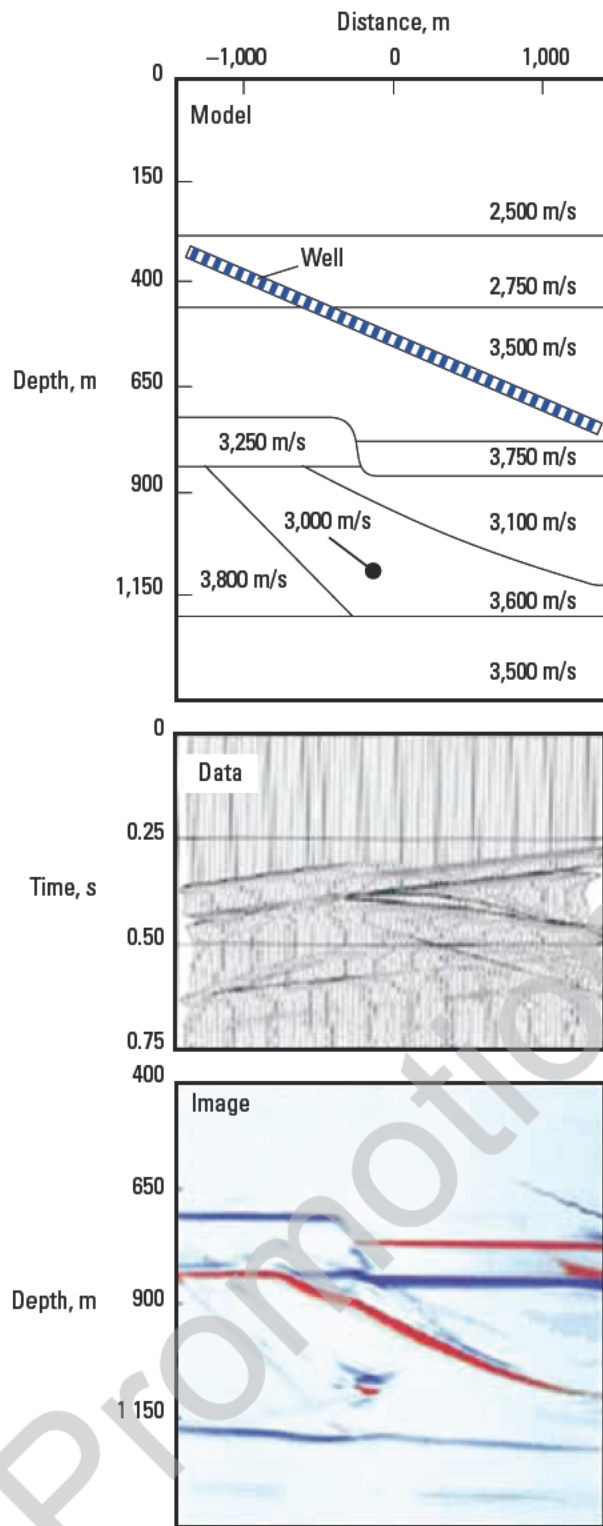 Distance, m
–1,000 0 1,000
0
Model
150
2,500 m/s
Well
400
2,750 m/s
3,500 m/s
Depth, m 650
3,250 m/s
3,750 m/s
900
3,000 m/s
3,100 m/s
3,800 m/s
1,150
3,600 m/s
3,500 m/s
0
Data
0.25
Time, s
0.50
0.75
400
Image
650
Depth, m 900
1 150
Promotion